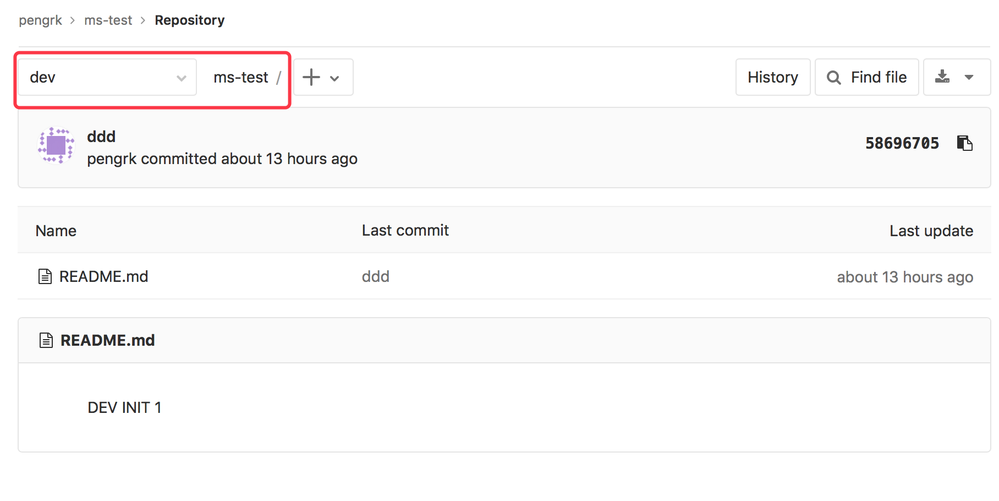 pengrk > ms-test > Repository
dev ms-test / History Find file
ddd
pengrk committed about 13 hours ago
58696705
Name Last commit Last update
README.md ddd about 13 hours ago
README.md
DEV INIT 1